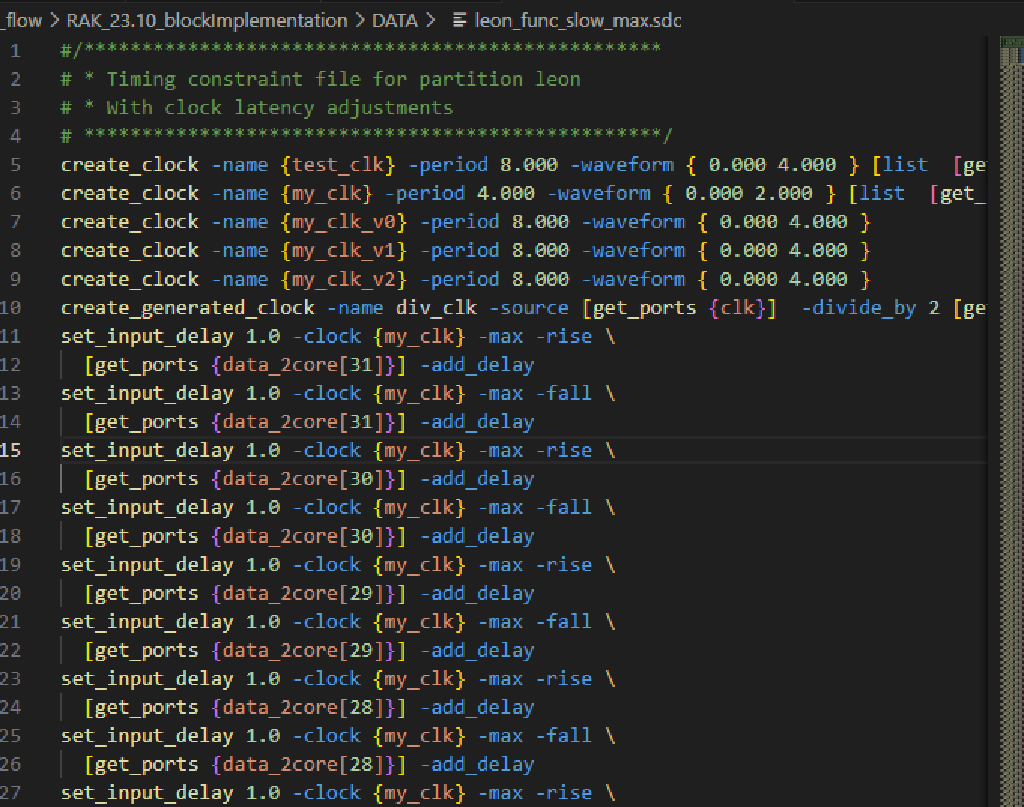 _flow > RAK_23.10_blockImplementation > DATA > leon_func_slow_max.sdc
1 #/**************************************************
2 # * Timing constraint file for partition leon
3 # * With clock latency adjustments
4 # **************************************************/
5 create_clock -name {test_clk} -period 8.000 -waveform { 0.000 4.000 } [list  [ge
6 create_clock -name {my_clk} -period 4.000 -waveform { 0.000 2.000 } [list  [get_
7 create_clock -name {my_clk_v0} -period 8.000 -waveform { 0.000 4.000 }
8 create_clock -name {my_clk_v1} -period 8.000 -waveform { 0.000 4.000 }
9 create_clock -name {my_clk_v2} -period 8.000 -waveform { 0.000 4.000 }
10 create_generated_clock -name div_clk -source [get_ports {clk}]  -divide_by 2 [ge
11 set_input_delay 1.0 -clock {my_clk} -max -rise \
12   [get_ports {data_2core[31]}] -add_delay
13 set_input_delay 1.0 -clock {my_clk} -max -fall \
14   [get_ports {data_2core[31]}] -add_delay
15 set_input_delay 1.0 -clock {my_clk} -max -rise \
16   [get_ports {data_2core[30]}] -add_delay
17 set_input_delay 1.0 -clock {my_clk} -max -fall \
18   [get_ports {data_2core[30]}] -add_delay
19 set_input_delay 1.0 -clock {my_clk} -max -rise \
20   [get_ports {data_2core[29]}] -add_delay
21 set_input_delay 1.0 -clock {my_clk} -max -fall \
22   [get_ports {data_2core[29]}] -add_delay
23 set_input_delay 1.0 -clock {my_clk} -max -rise \
24   [get_ports {data_2core[28]}] -add_delay
25 set_input_delay 1.0 -clock {my_clk} -max -fall \
26   [get_ports {data_2core[28]}] -add_delay
27 set_input_delay 1.0 -clock {my_clk} -max -rise \